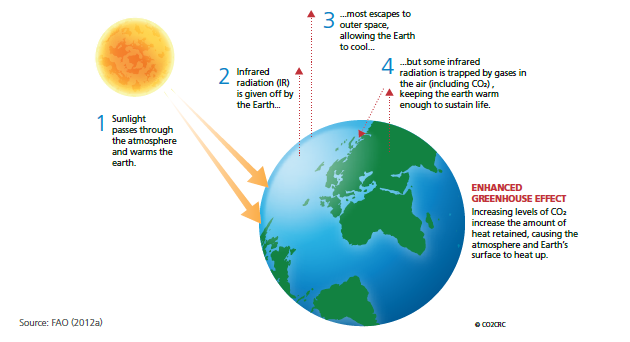 1 Sunlight
passes through
the atmosphere
and warms the
earth.
2 Infrared
radiation (IR)
is given off by
the Earth...
3 ...most escapes to
outer space,
allowing the Earth
to cool...
4 ...but some infrared
radiation is trapped by gases in
the air (including CO₂) ,
keeping the earth warm
enough to sustain life.
ENHANCED
GREENHOUSE EFFECT
Increasing levels of CO₂
increase the amount of
heat retained, causing the
atmosphere and Earth's
surface to heat up.
Source: FAO (2012a)
© CO2CRC